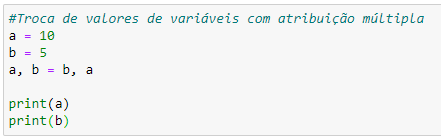 #Troca de valores de variáveis com atribuição múltipla
a = 10
b = 5
a, b = b, a
print(a)
print(b)